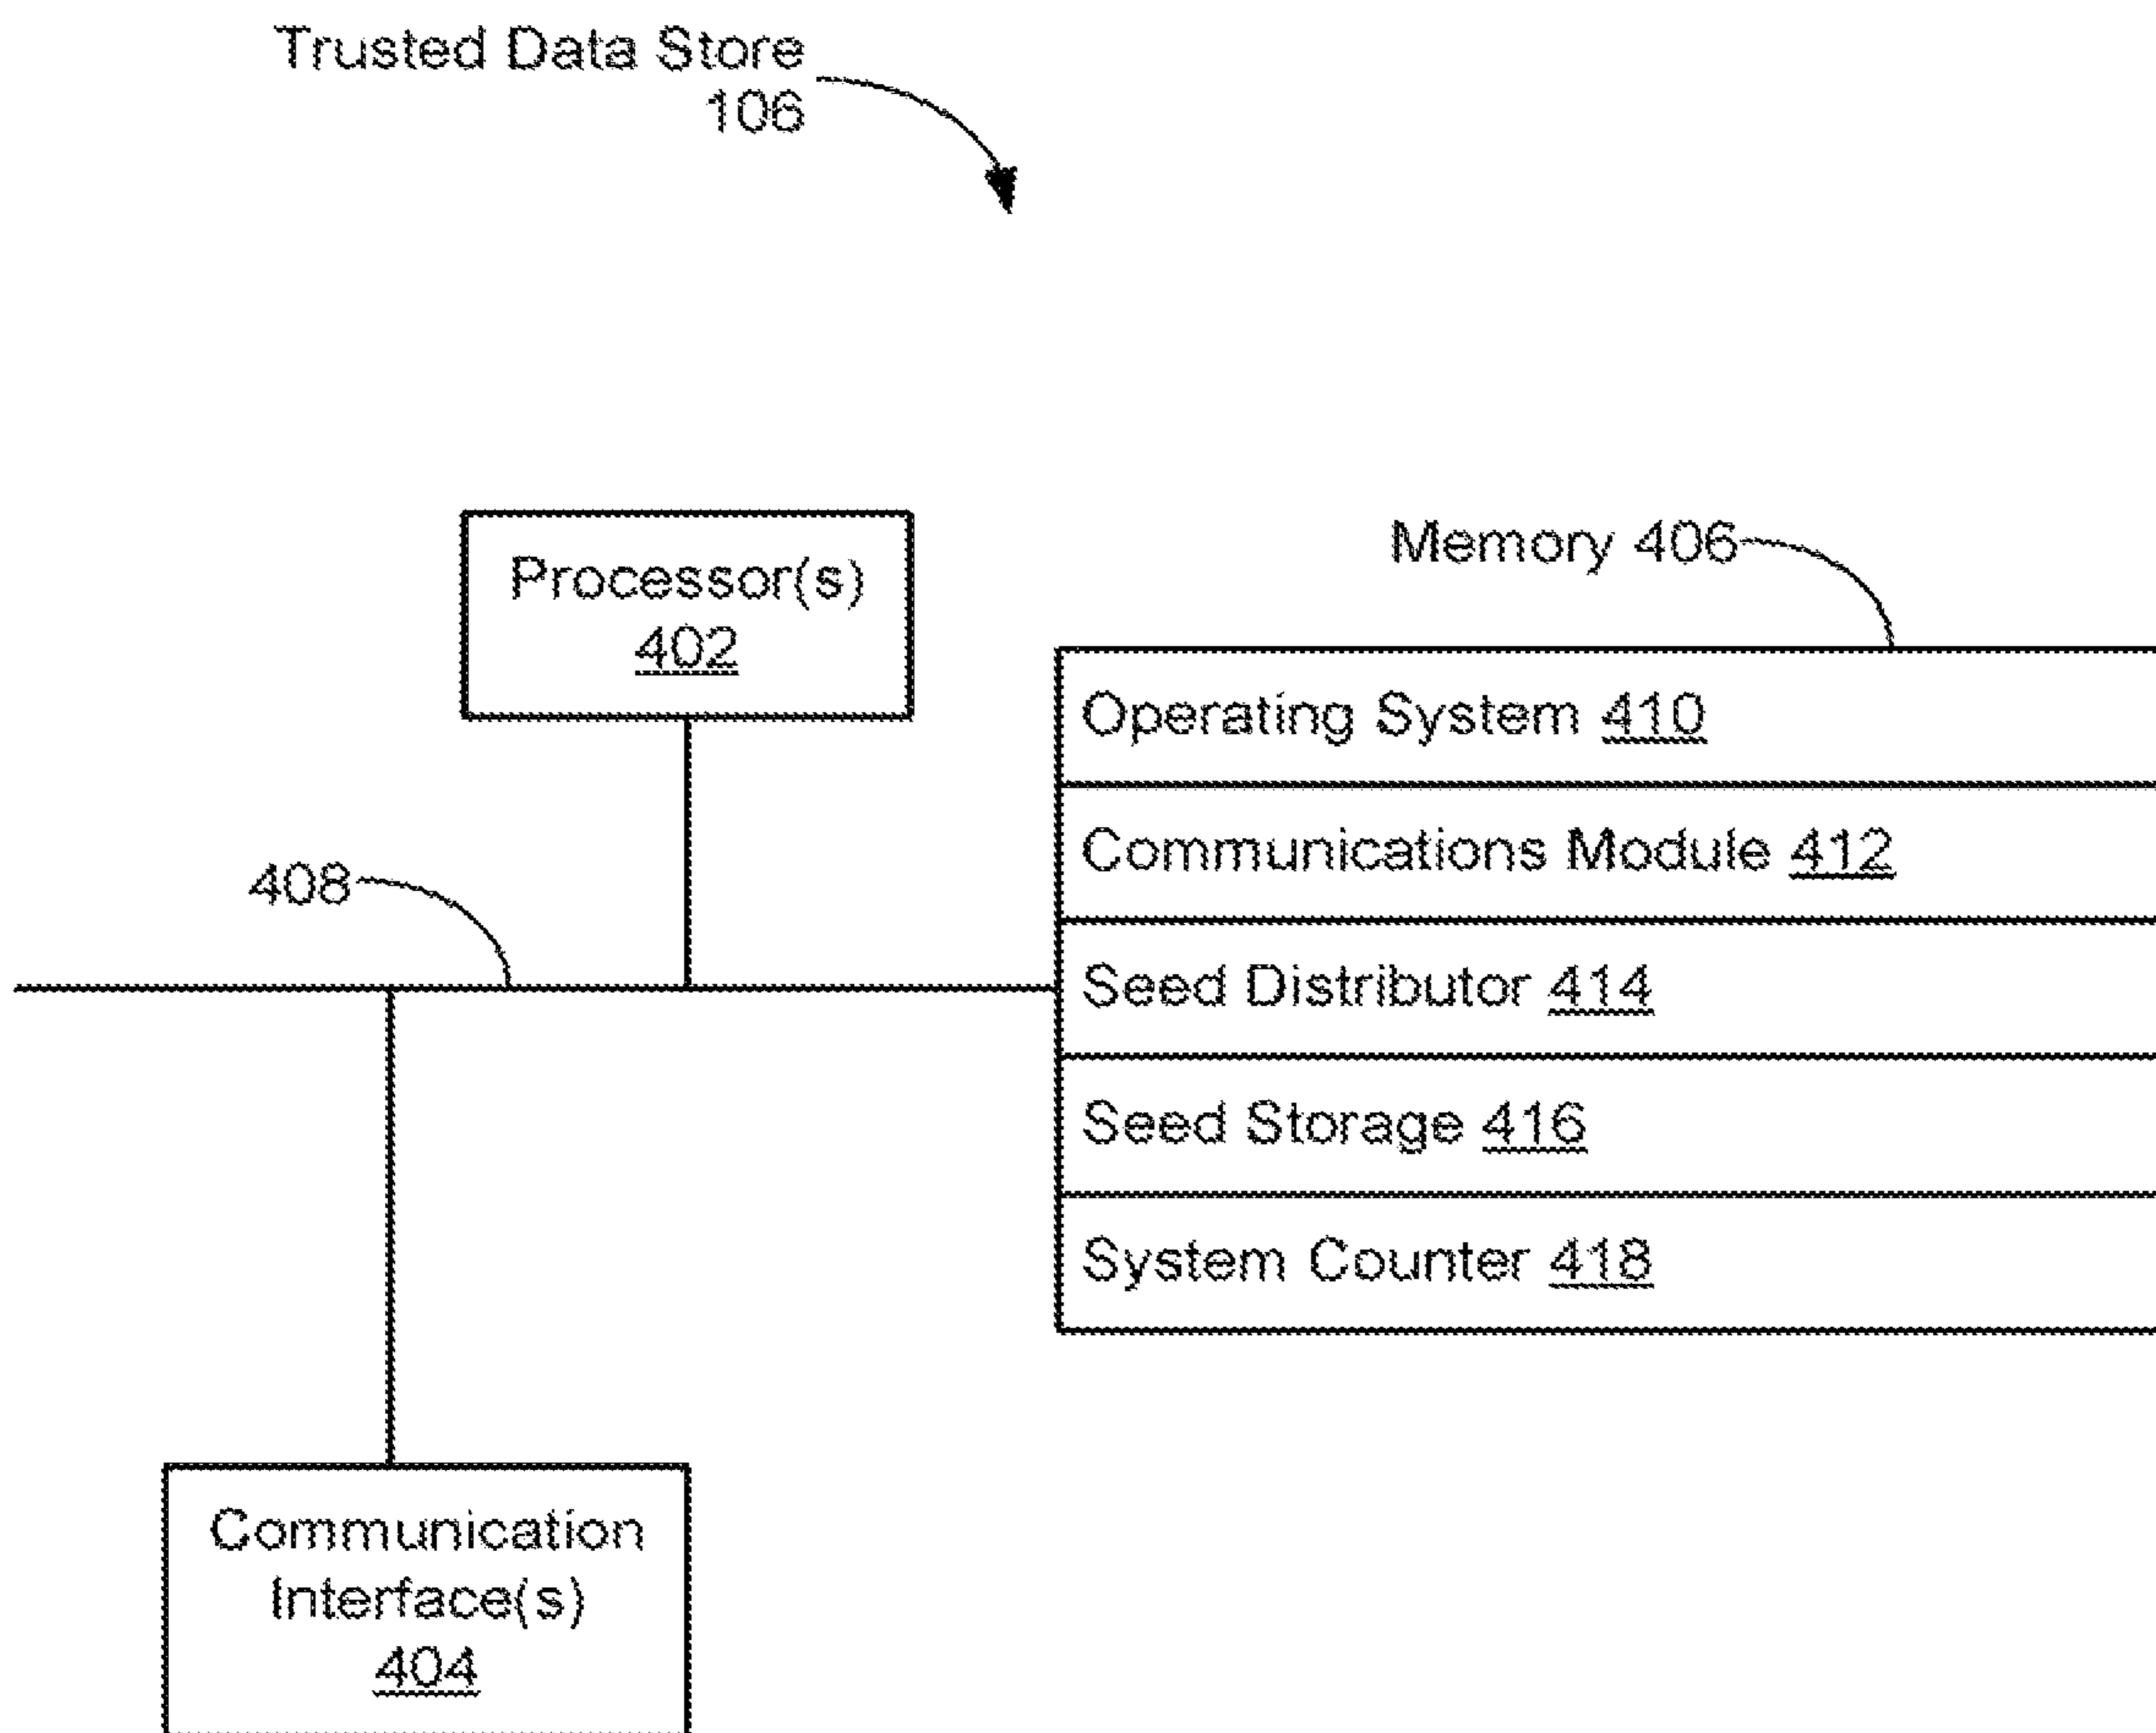 Trusted Data Store
106
Processor(s)
402
Memory 406
Operating System 410
Communications Module 412
408
Seed Distributor 414
Seed Storage 416
System Counter 418
Communication
Interface(s)
404